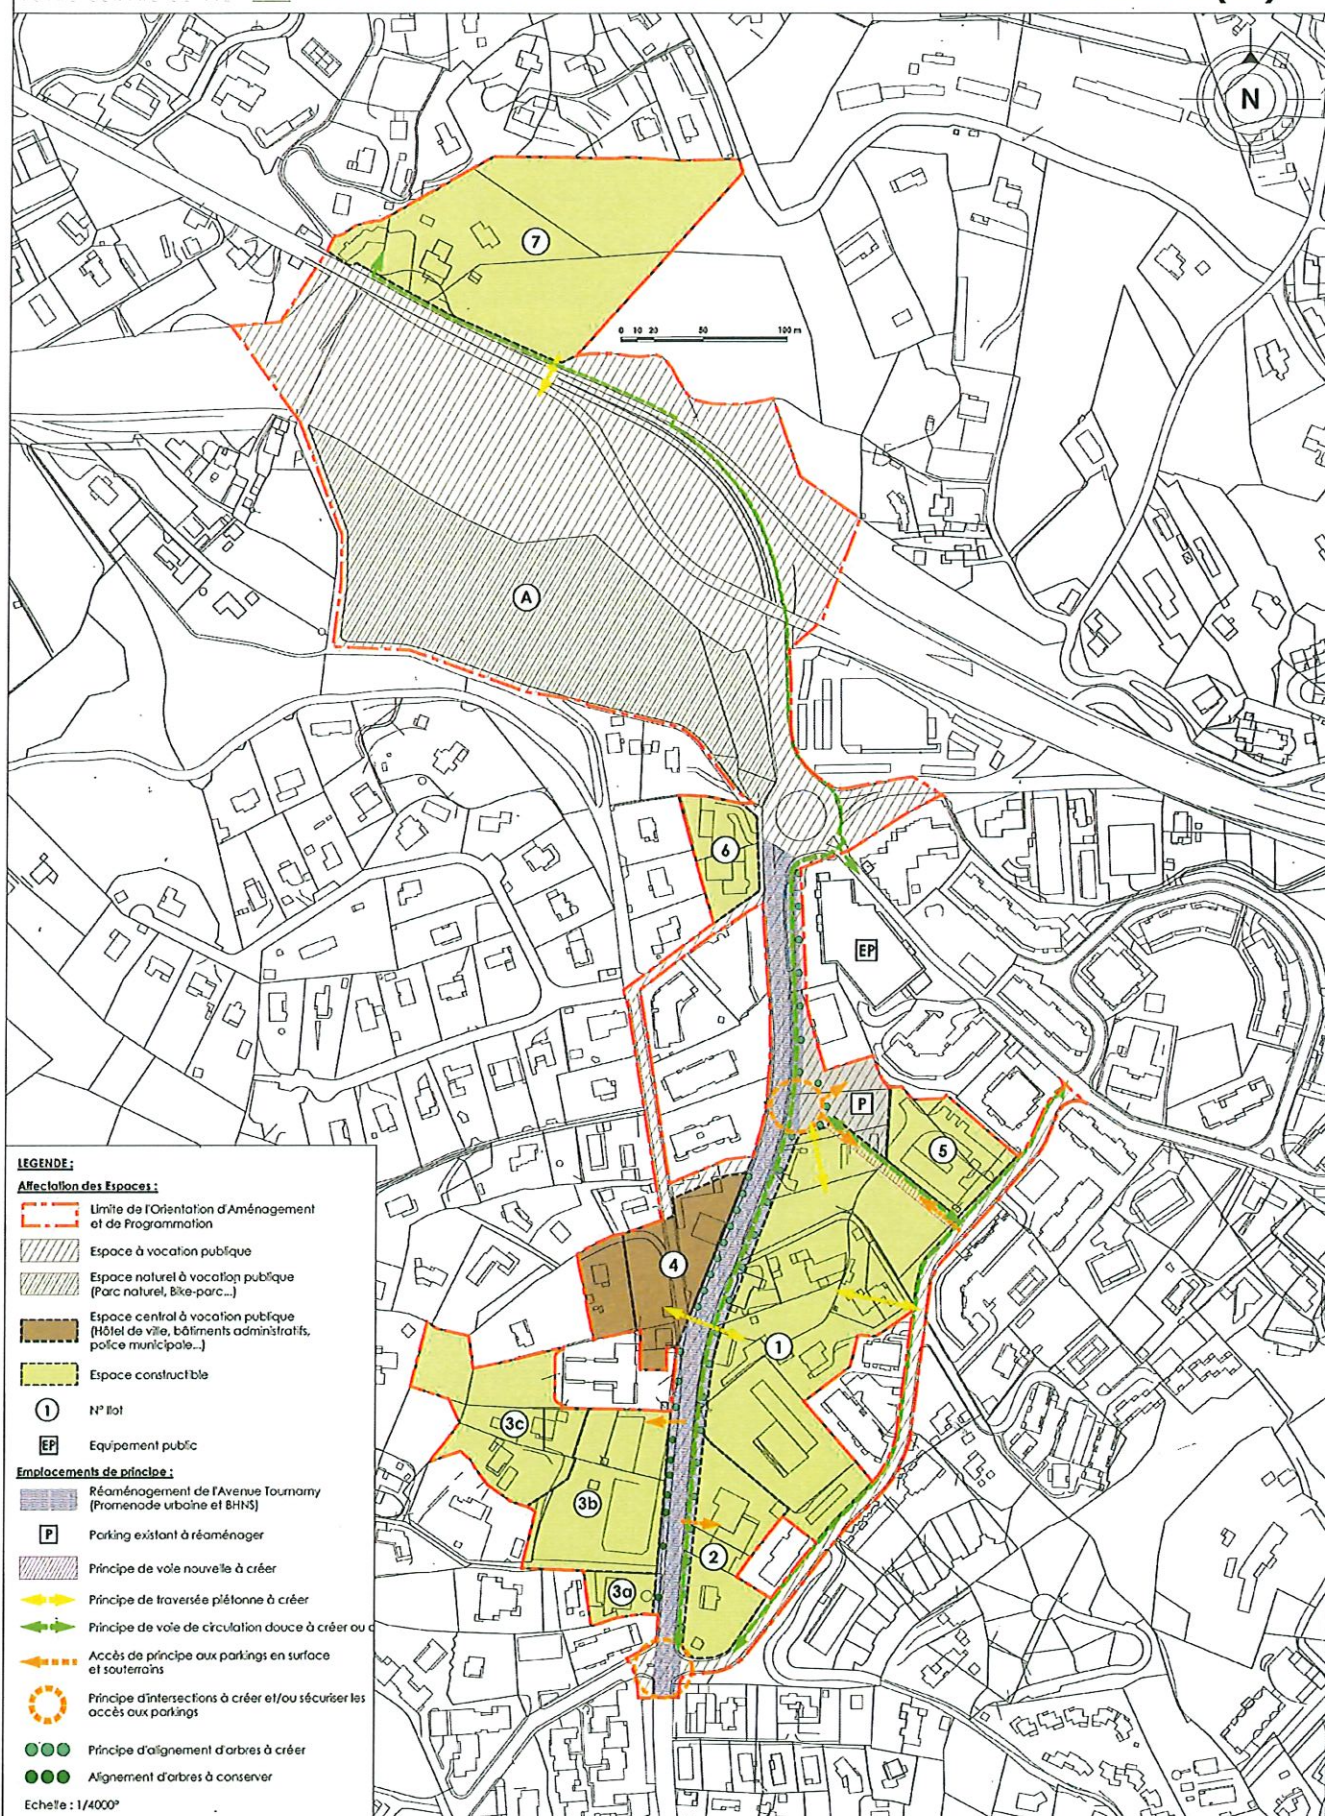 N
7
0 10 20 50 100 m
A
6
EP
P
5
4
1
3c
3b
2
3a
LEGENDE :
Affectation des Espaces :
Limite de l'Orientation d'Aménagement
et de Programmation
Espace à vocation publique
Espace naturel à vocation publique
(Parc naturel, Bike-parc...)
Espace central à vocation publique
(Hôtel de ville, bâtiments administratifs,
police municipale...)
Espace constructible
1 N° îlot
EP Equipement public
Emplacements de principe :
Réaménagement de l'Avenue Tournamy
(Promenade urbaine et BHNS)
P Parking existant à réaménager
Principe de voie nouvelle à créer
Principe de traversée piétonne à créer
Principe de voie de circulation douce à créer ou
Accès de principe aux parkings en surface
et souterrains
Principe d'intersections à créer et/ou sécuriser les
accès aux parkings
Principe d'alignement d'arbres à créer
Alignement d'arbres à conserver
Echelle : 1/4000°